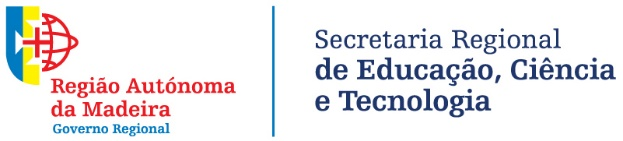 Região Autónoma
da Madeira
Governo Regional
Secretaria Regional
de Educação, Ciência
e Tecnologia